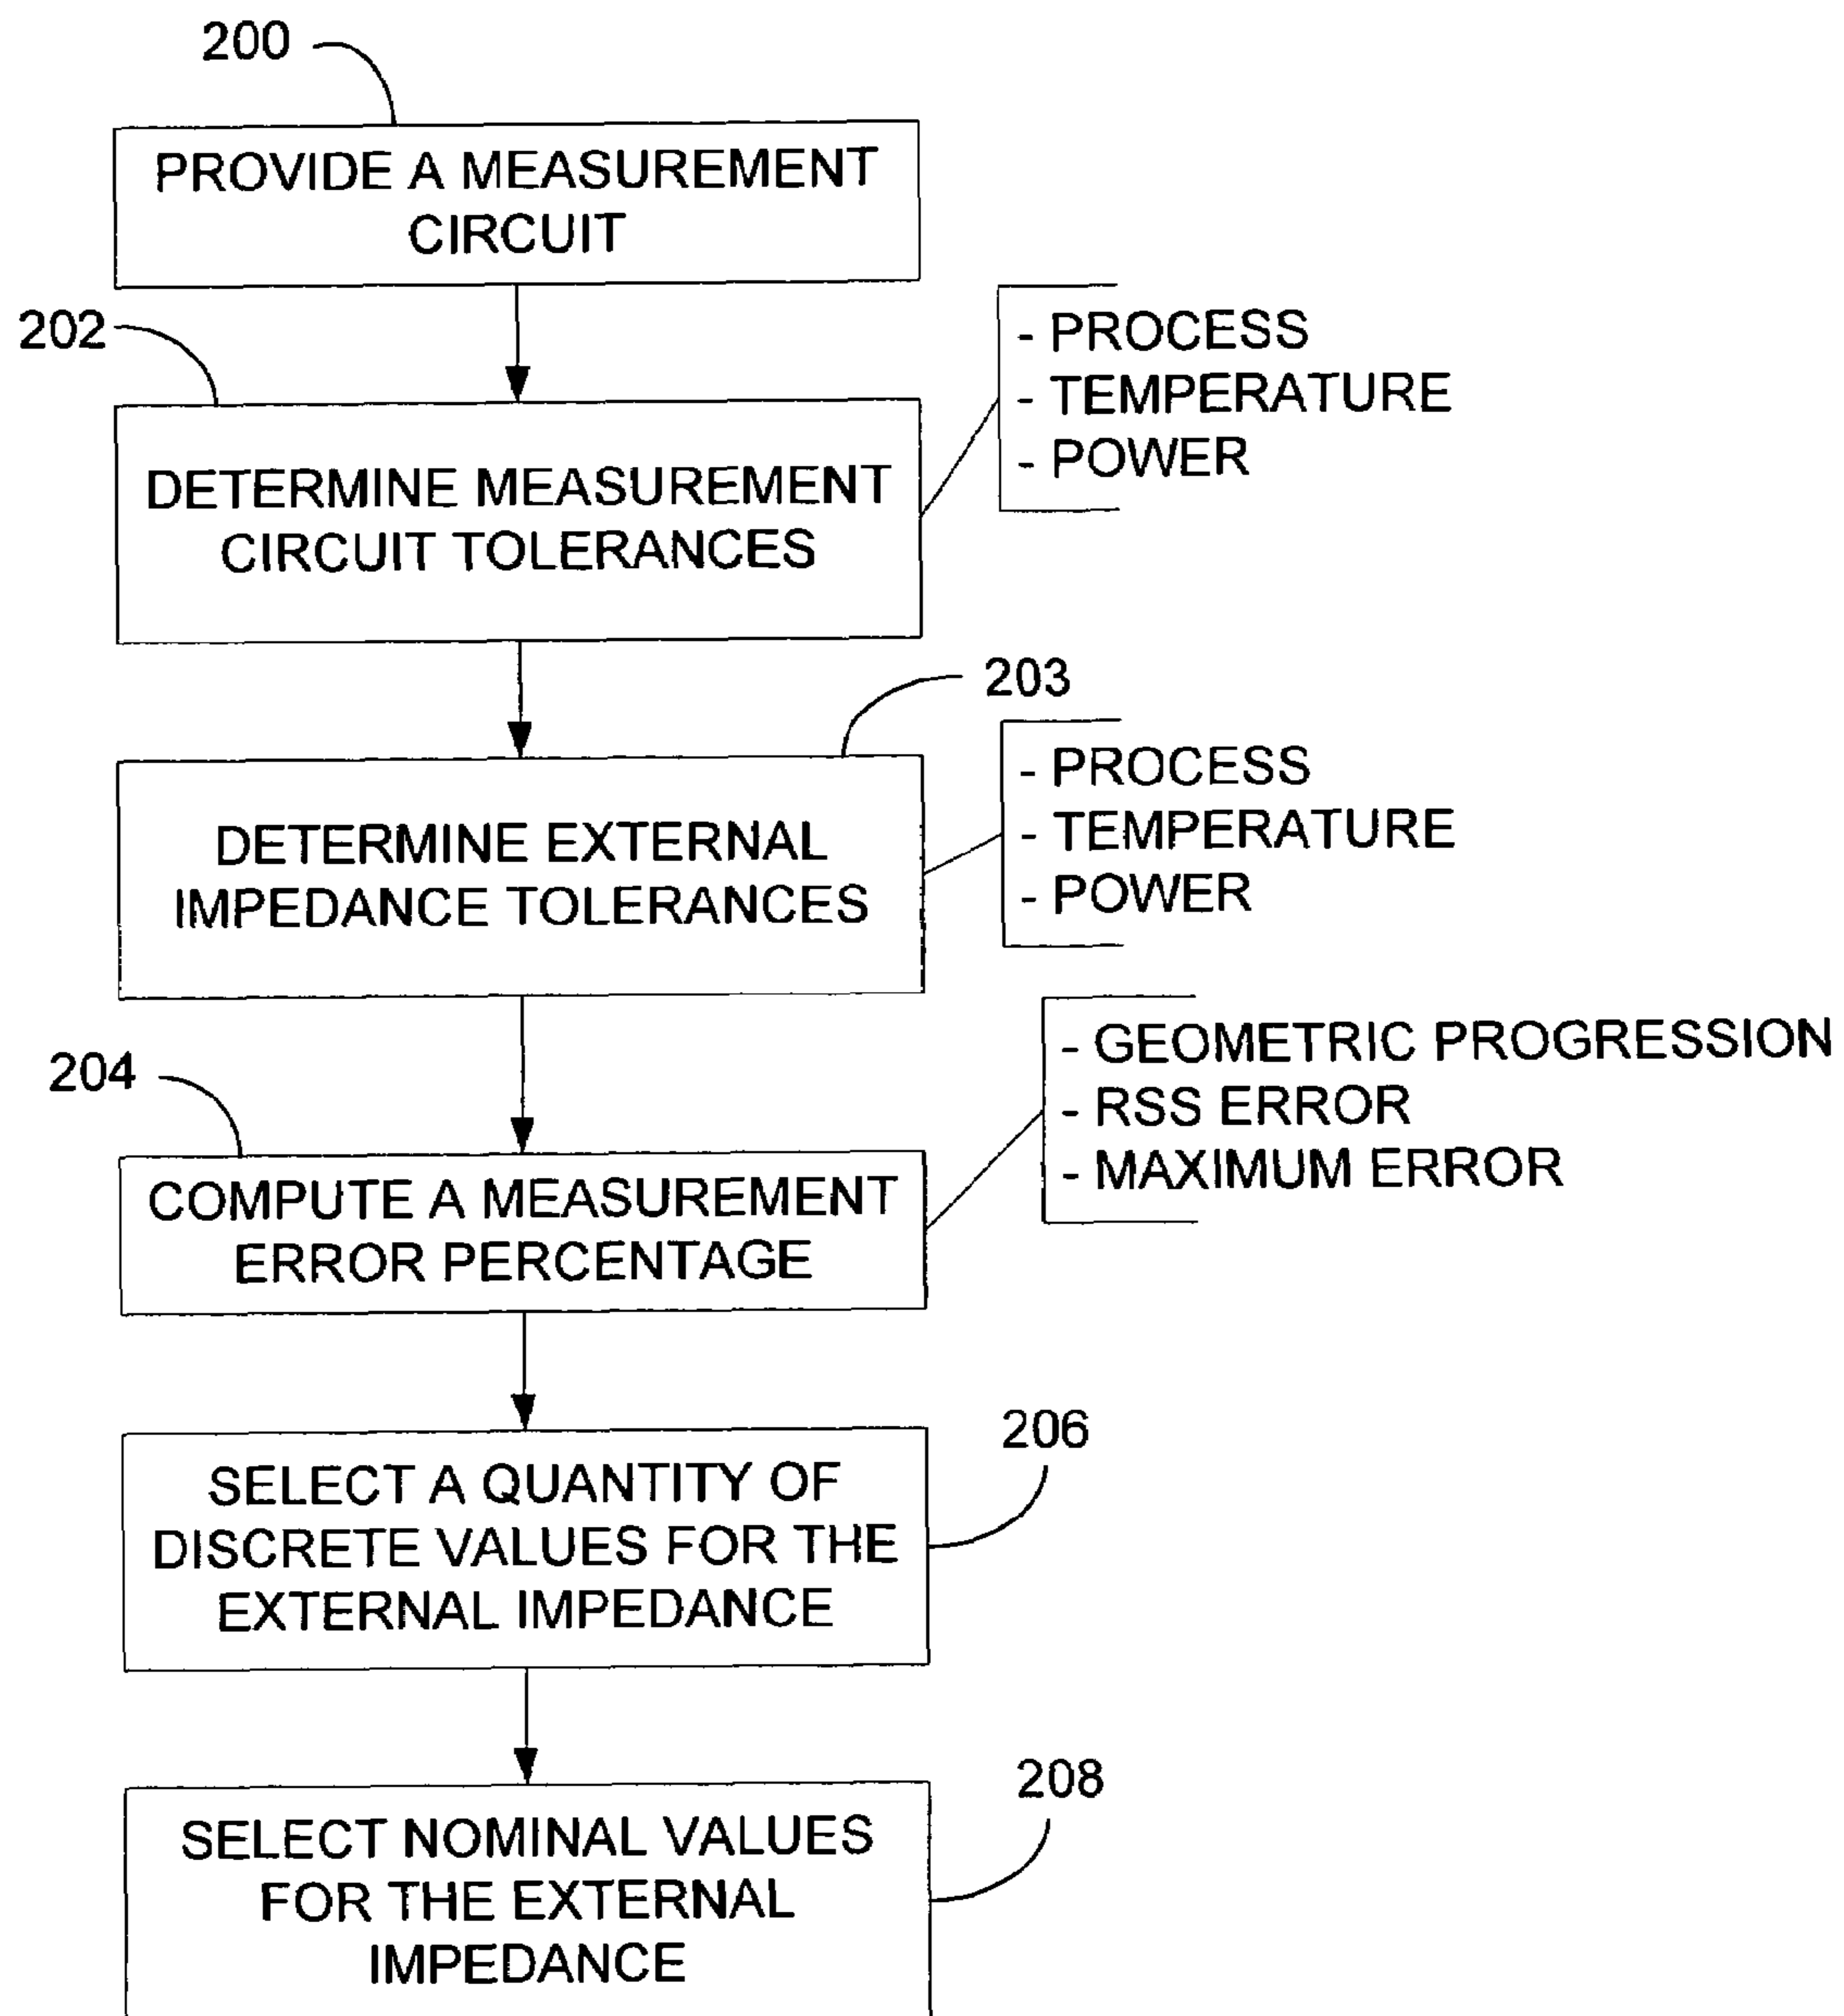 200
PROVIDE A MEASUREMENT
CIRCUIT
202
- PROCESS
- TEMPERATURE
- POWER
DETERMINE MEASUREMENT
CIRCUIT TOLERANCES
203
- PROCESS
- TEMPERATURE
- POWER
DETERMINE EXTERNAL
IMPEDANCE TOLERANCES
204
- GEOMETRIC PROGRESSION
- RSS ERROR
- MAXIMUM ERROR
COMPUTE A MEASUREMENT
ERROR PERCENTAGE
206
SELECT A QUANTITY OF
DISCRETE VALUES FOR THE
EXTERNAL IMPEDANCE
208
SELECT NOMINAL VALUES
FOR THE EXTERNAL
IMPEDANCE